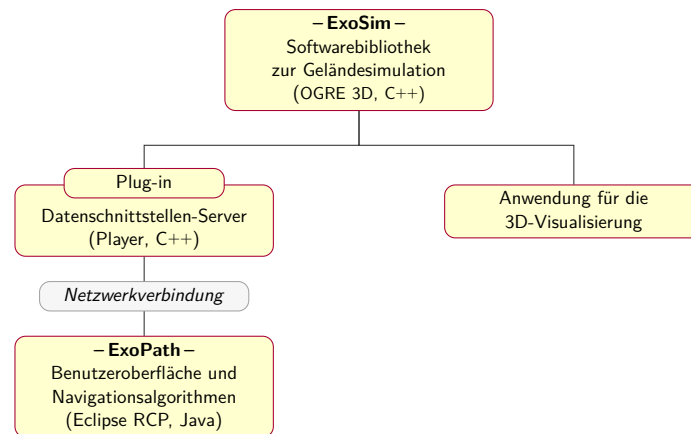 – ExoSim –
Softwarebibliothek
zur Geländesimulation
(OGRE 3D, C++)
Plug-in
Datenschnittstellen-Server
(Player, C++)
Anwendung für die
3D-Visualisierung
Netzwerkverbindung
– ExoPath –
Benutzeroberfläche und
Navigationsalgorithmen
(Eclipse RCP, Java)